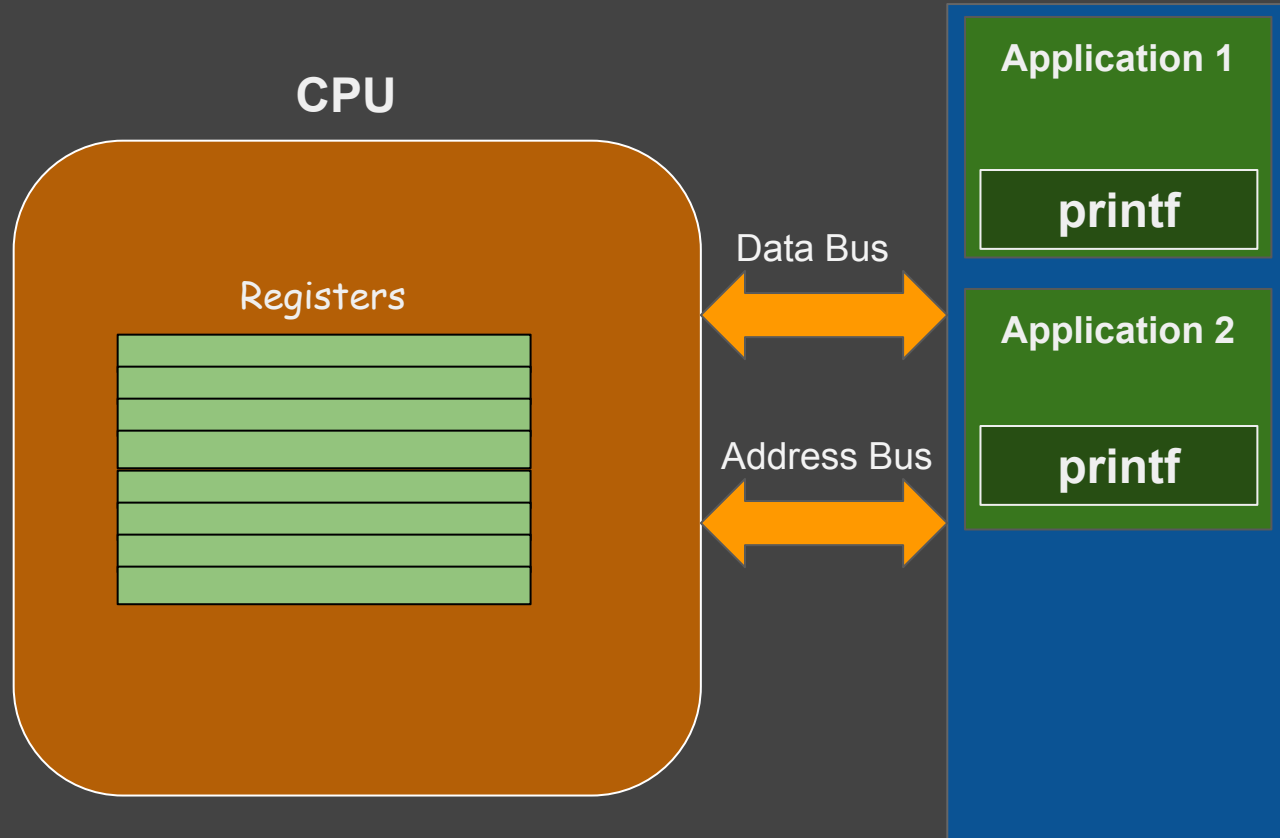 CPU
Registers
Data Bus
Address Bus
Application 1
printf
Application 2
printf